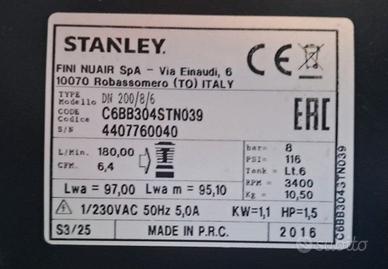 STANLEY
CE
FINI NUAIR SpA - Via Einaudi, 6
10070 Robassomero (TO) ITALY
TYPE
Modello DN 200/8/6
CODE
Codice C6BB304STN039
S/N 4407760040
EAC
L/Min. 180,00
CFM. 6,4
bar= 8
PSI= 116
Tank= Lt.6
RPM= 3400
Kg= 10,50
Lwa = 97,00 Lwa m = 95,10
1/230VAC 50Hz 5,0A KW=1,1 HP=1,5
S3/25 MADE IN P.R.C. 2016
C6BB304STN039
subito